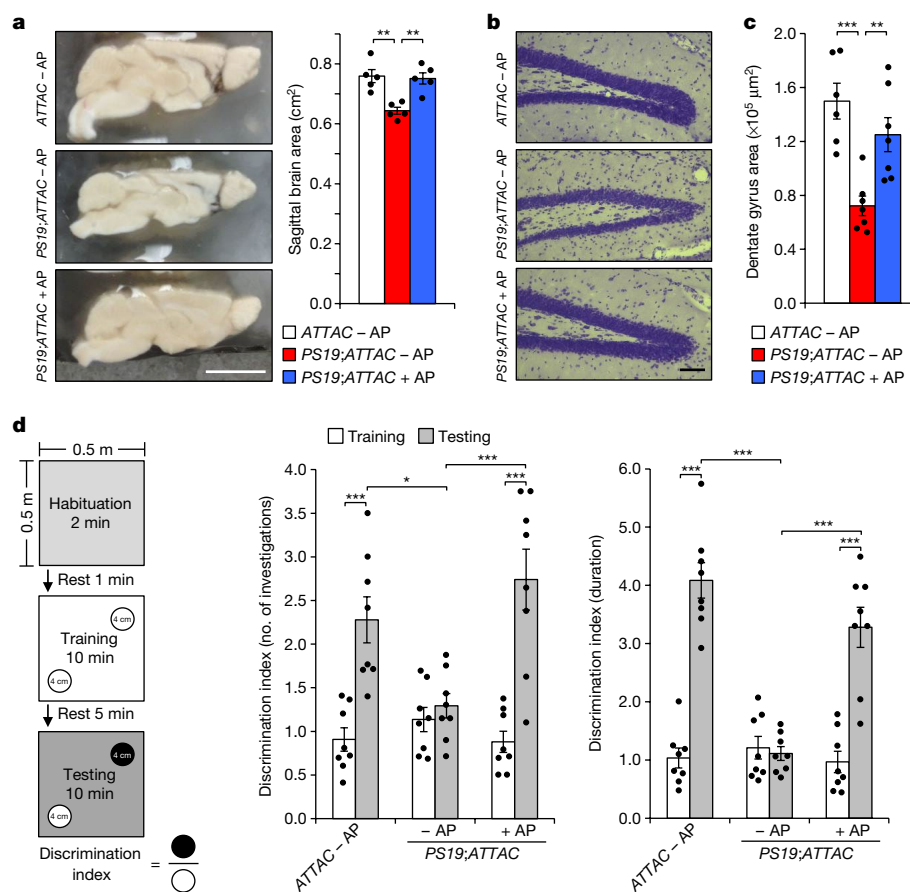 a
ATTAC – AP
PS19;ATTAC – AP
PS19;ATTAC + AP
Sagittal brain area (cm²)
0.8
0.6
0.4
0.2
0.0
** **
ATTAC – AP
PS19;ATTAC – AP
PS19;ATTAC + AP
b
ATTAC – AP
PS19;ATTAC – AP
PS19;ATTAC + AP
c
Dentate gyrus area (×10⁵ μm²)
2.0
1.6
1.2
0.8
0.4
0.0
*** **
ATTAC – AP
PS19;ATTAC – AP
PS19;ATTAC + AP
d
0.5 m
0.5 m
Habituation
2 min
Rest 1 min
4 cm
Training
10 min
4 cm
Rest 5 min
4 cm
Testing
10 min
4 cm
Discrimination
index
=
Training Testing
Discrimination index (no. of investigations)
4.0
3.5
3.0
2.5
2.0
1.5
1.0
0.5
0.0
***
*
***
***
ATTAC – AP
– AP
+ AP
PS19;ATTAC
Discrimination index (duration)
6.0
5.0
4.0
3.0
2.0
1.0
0.0
***
***
***
***
ATTAC – AP
– AP
+ AP
PS19;ATTAC